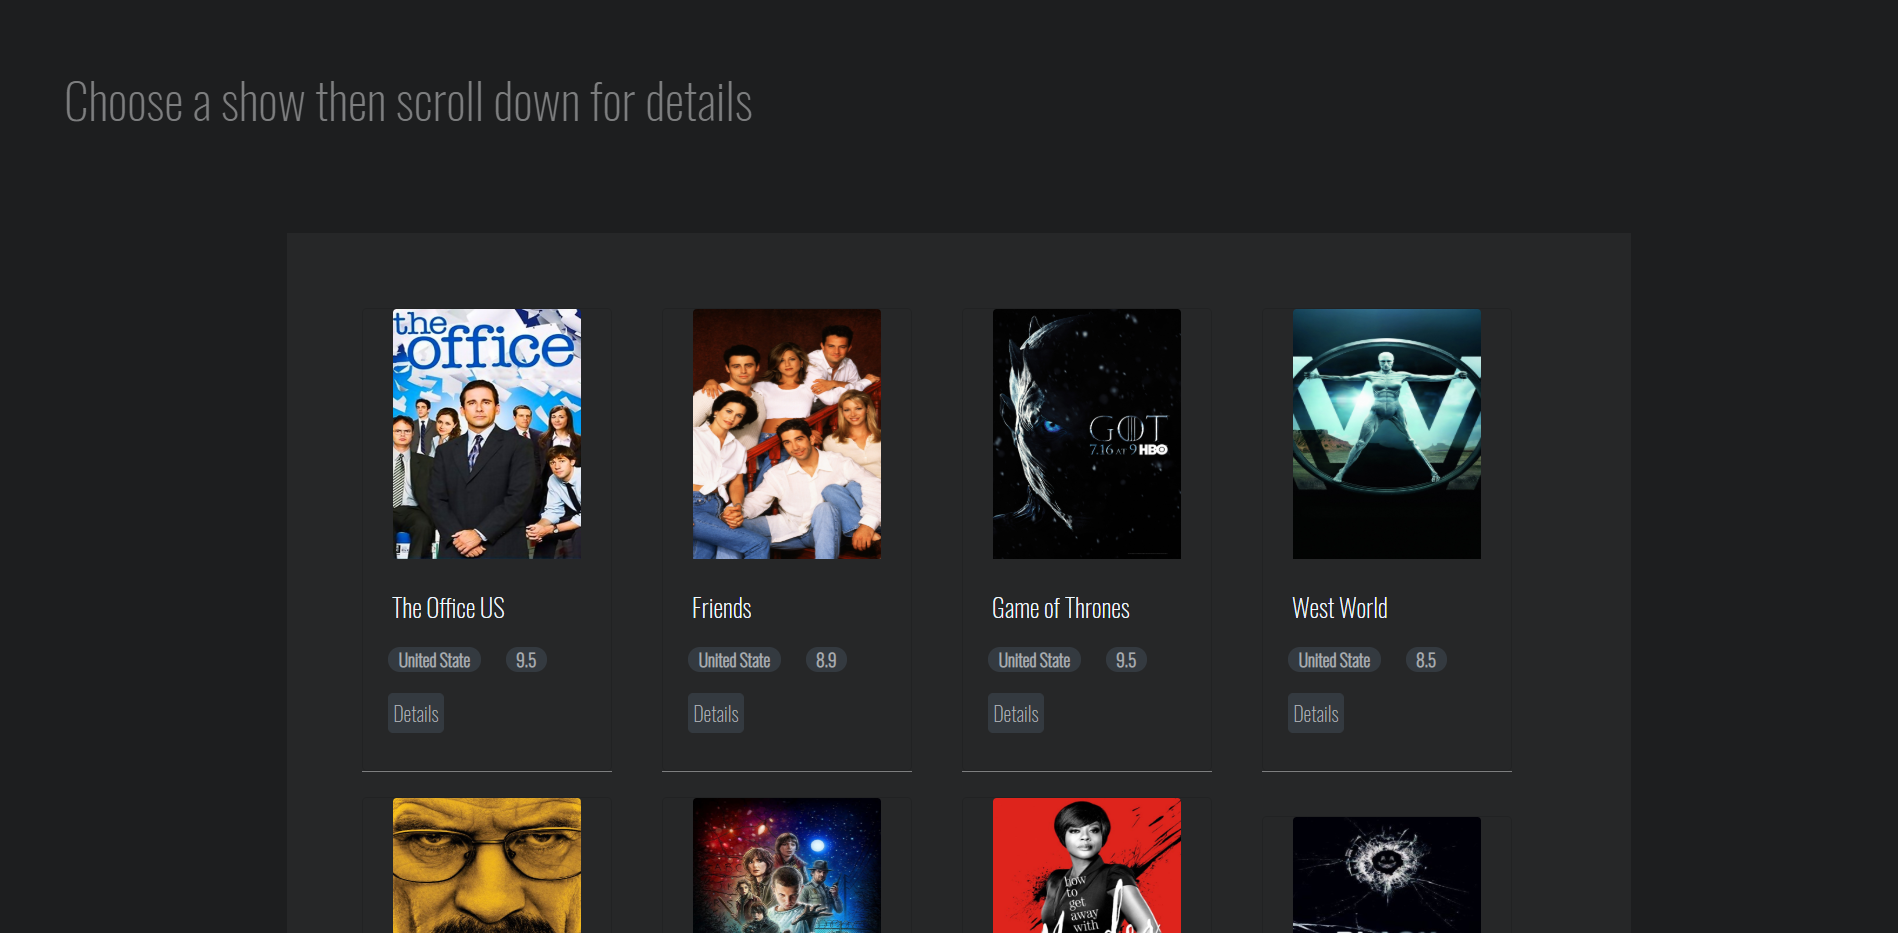 Choose a show then scroll down for details
the
office
GOT
7.16 AT 9 HBO
The Office US
Friends
Game of Thrones
West World
United State
9.5
United State
8.9
United State
9.5
United State
8.5
Details
Details
Details
Details
how
to
get
away
with